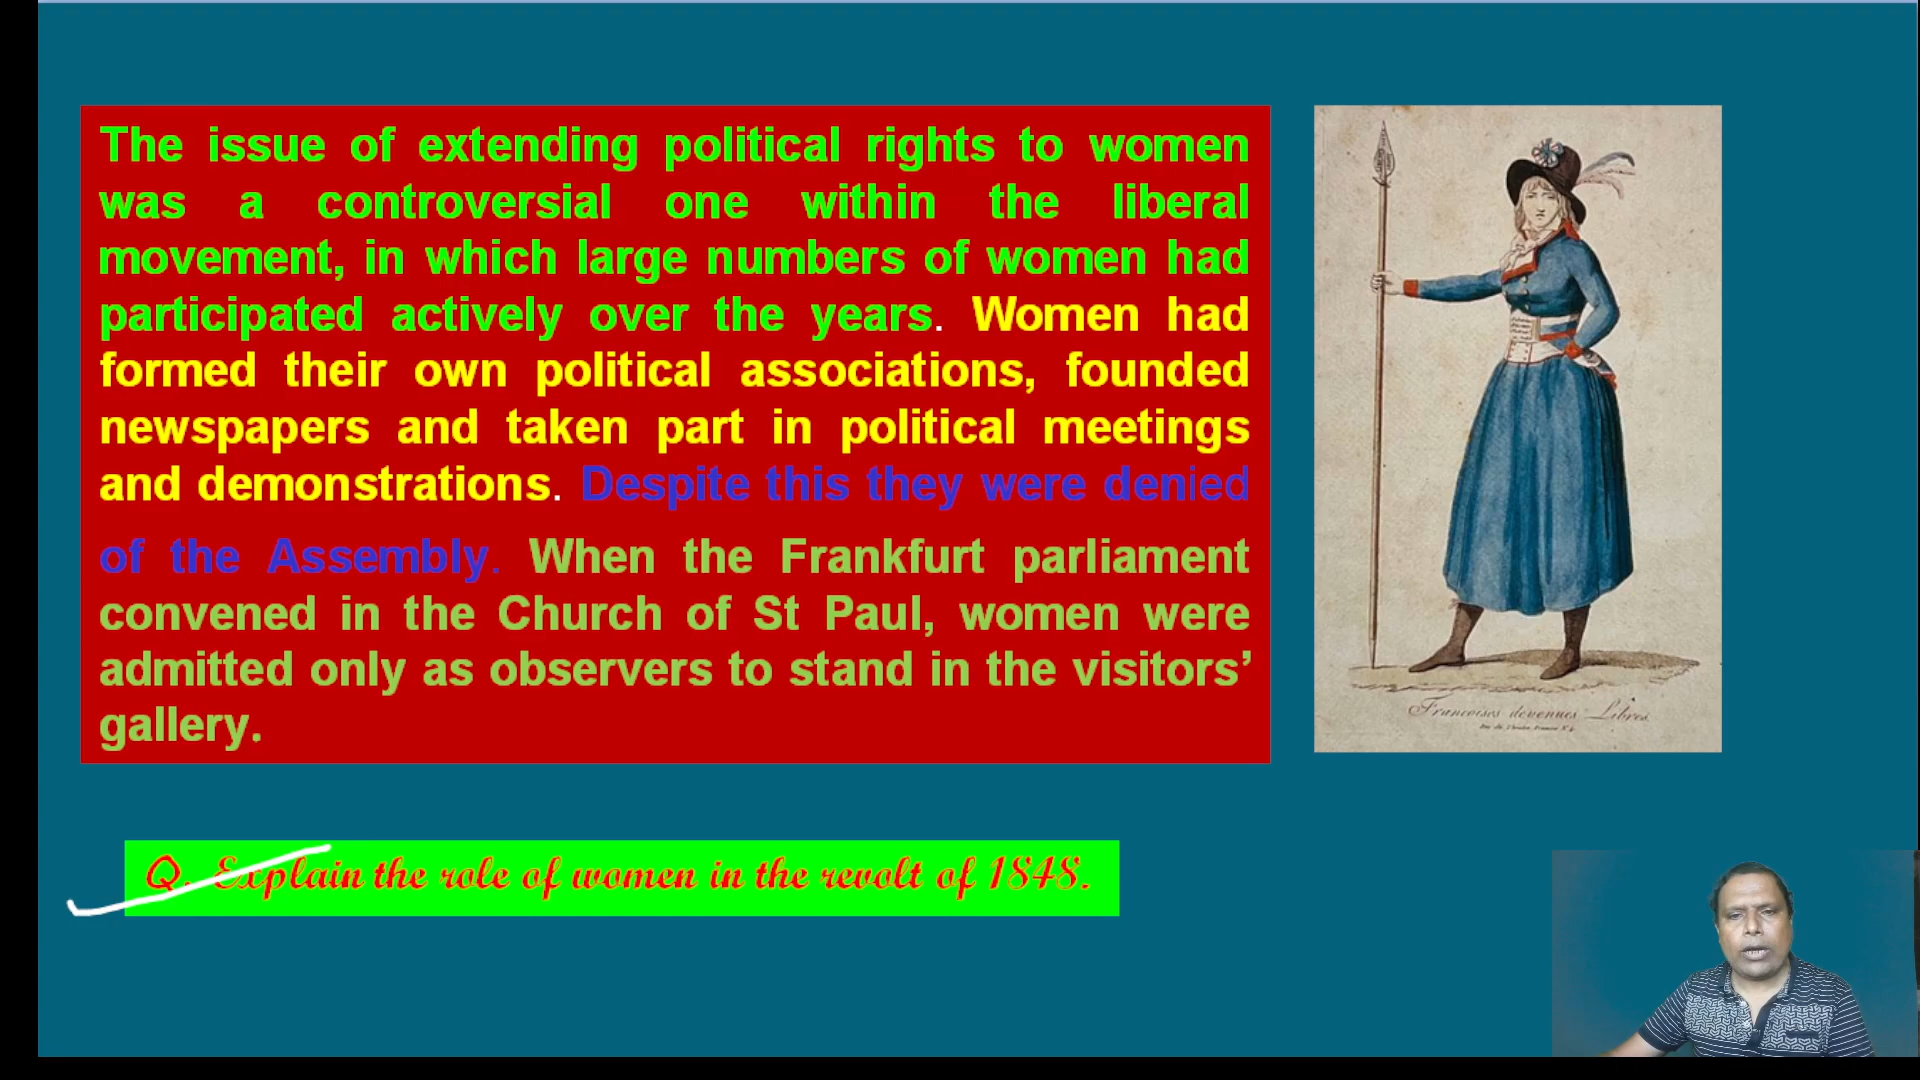 The issue of extending political rights to women
was a controversial one within the liberal
movement, in which large numbers of women had
participated actively over the years. Women had
formed their own political associations, founded
newspapers and taken part in political meetings
and demonstrations. Despite this they were denied
of the Assembly. When the Frankfurt parliament
convened in the Church of St Paul, women were
admitted only as observers to stand in the visitors’
gallery.
Francoises devenues Libres
Q. Explain the role of women in the revolt of 1848.